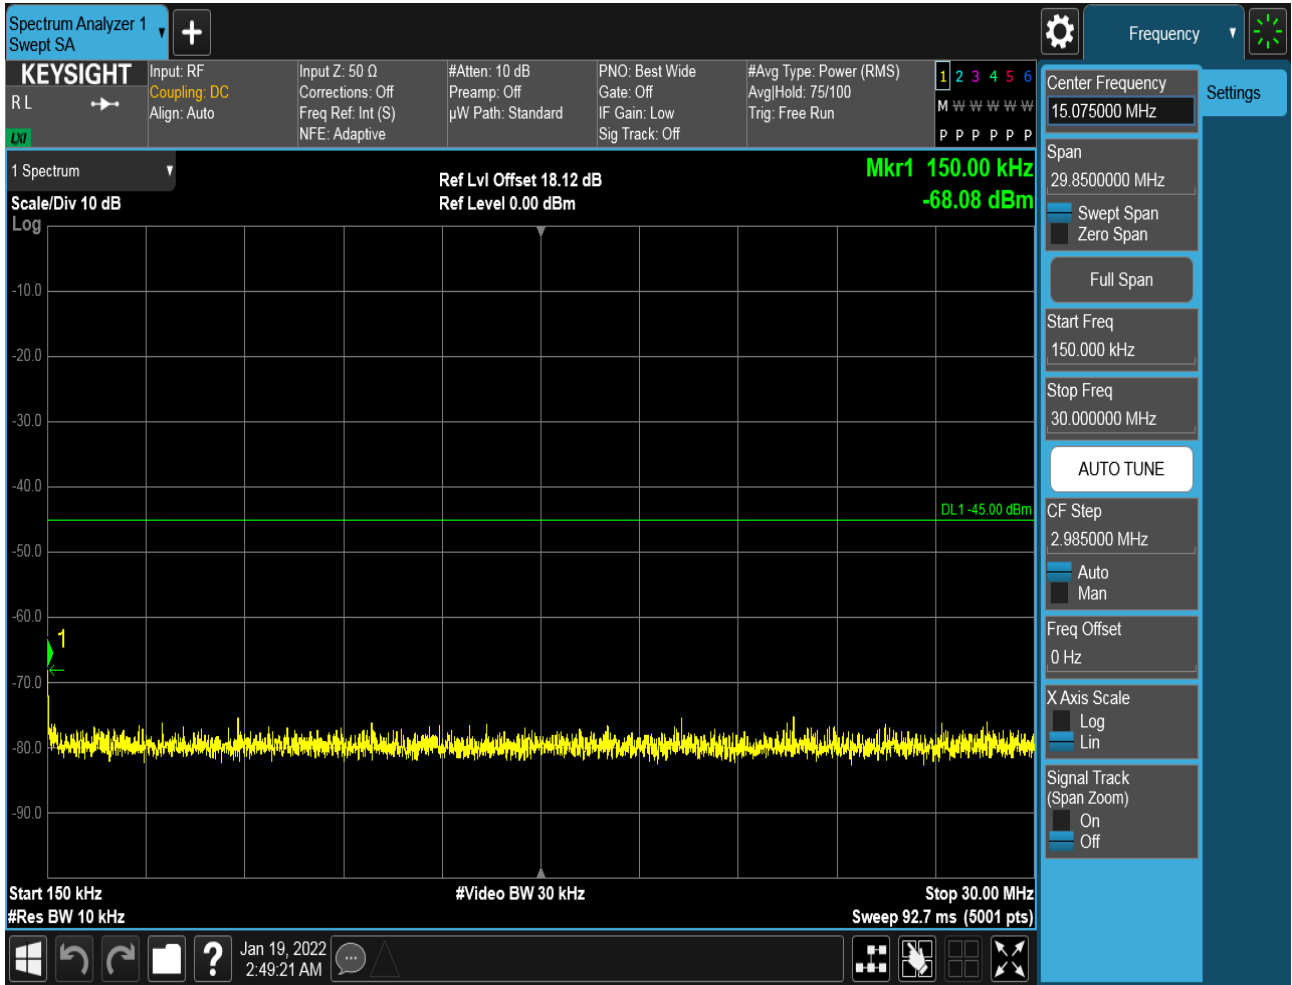 Spectrum Analyzer 1
Swept SA
Frequency
KEYSIGHT
R L
LXI
Input: RF
Coupling: DC
Align: Auto
Input Z: 50 Ω
Corrections: Off
Freq Ref: Int (S)
NFE: Adaptive
#Atten: 10 dB
Preamp: Off
µW Path: Standard
PNO: Best Wide
Gate: Off
IF Gain: Low
Sig Track: Off
#Avg Type: Power (RMS)
Avg|Hold: 75/100
Trig: Free Run
1 2 3 4 5 6
M W W W W W
P P P P P P
1 Spectrum
Scale/Div 10 dB
Log
Ref Lvl Offset 18.12 dB
Ref Level 0.00 dBm
Mkr1 150.00 kHz
-68.08 dBm
-10.0
-20.0
-30.0
-40.0
DL1 -45.00 dBm
-50.0
-60.0
1
-70.0
-80.0
-90.0
Start 150 kHz
#Video BW 30 kHz
Stop 30.00 MHz
#Res BW 10 kHz
Sweep 92.7 ms (5001 pts)
Center Frequency
15.075000 MHz
Settings
Span
29.8500000 MHz
Swept Span
Zero Span
Full Span
Start Freq
150.000 kHz
Stop Freq
30.000000 MHz
AUTO TUNE
CF Step
2.985000 MHz
Auto
Man
Freq Offset
0 Hz
X Axis Scale
Log
Lin
Signal Track
(Span Zoom)
On
Off
?
Jan 19, 2022
2:49:21 AM